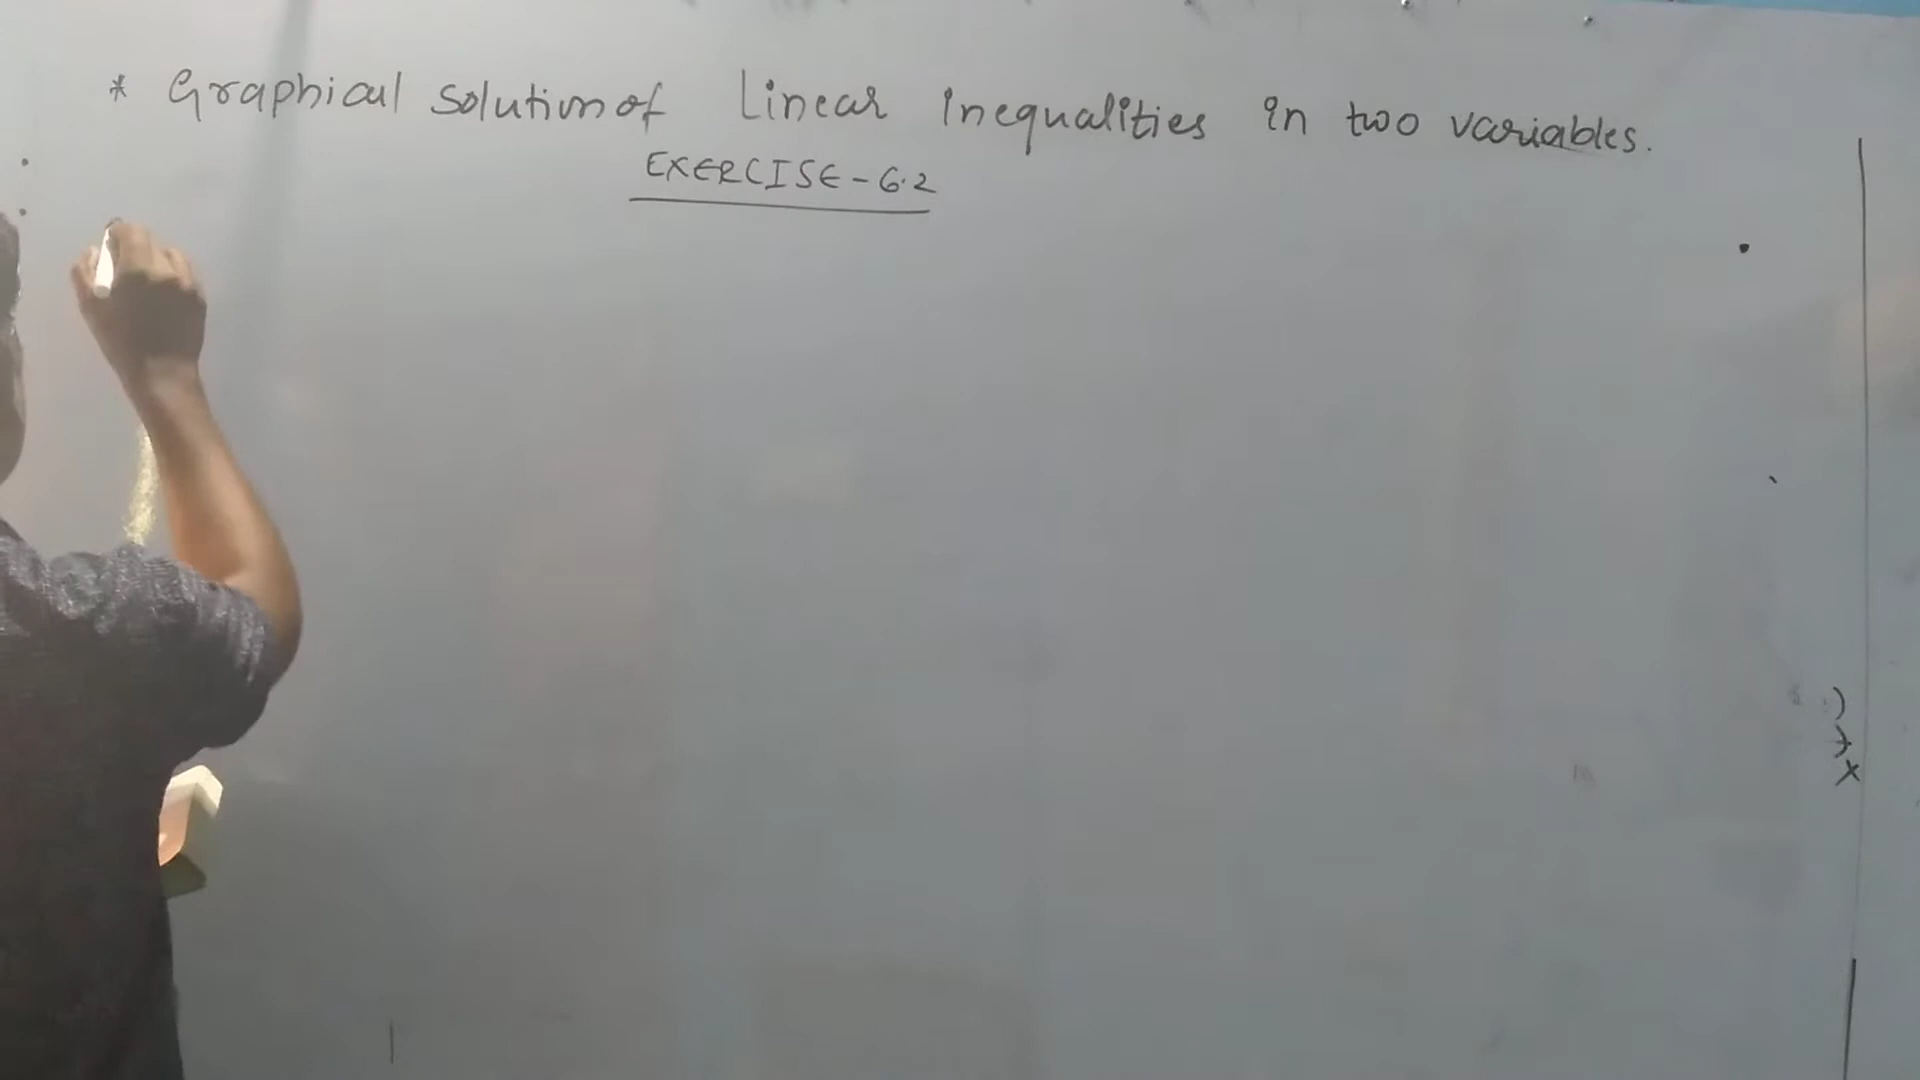 * Graphical solution of Linear Inequalities in two variables.
EXERCISE - 6.2